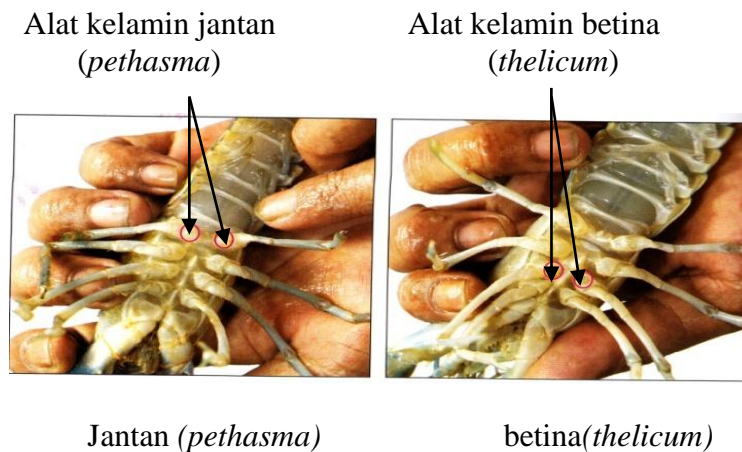 Alat kelamin jantan
(pethasma)
Alat kelamin betina
(thelicum)
Jantan (pethasma)
betina(thelicum)